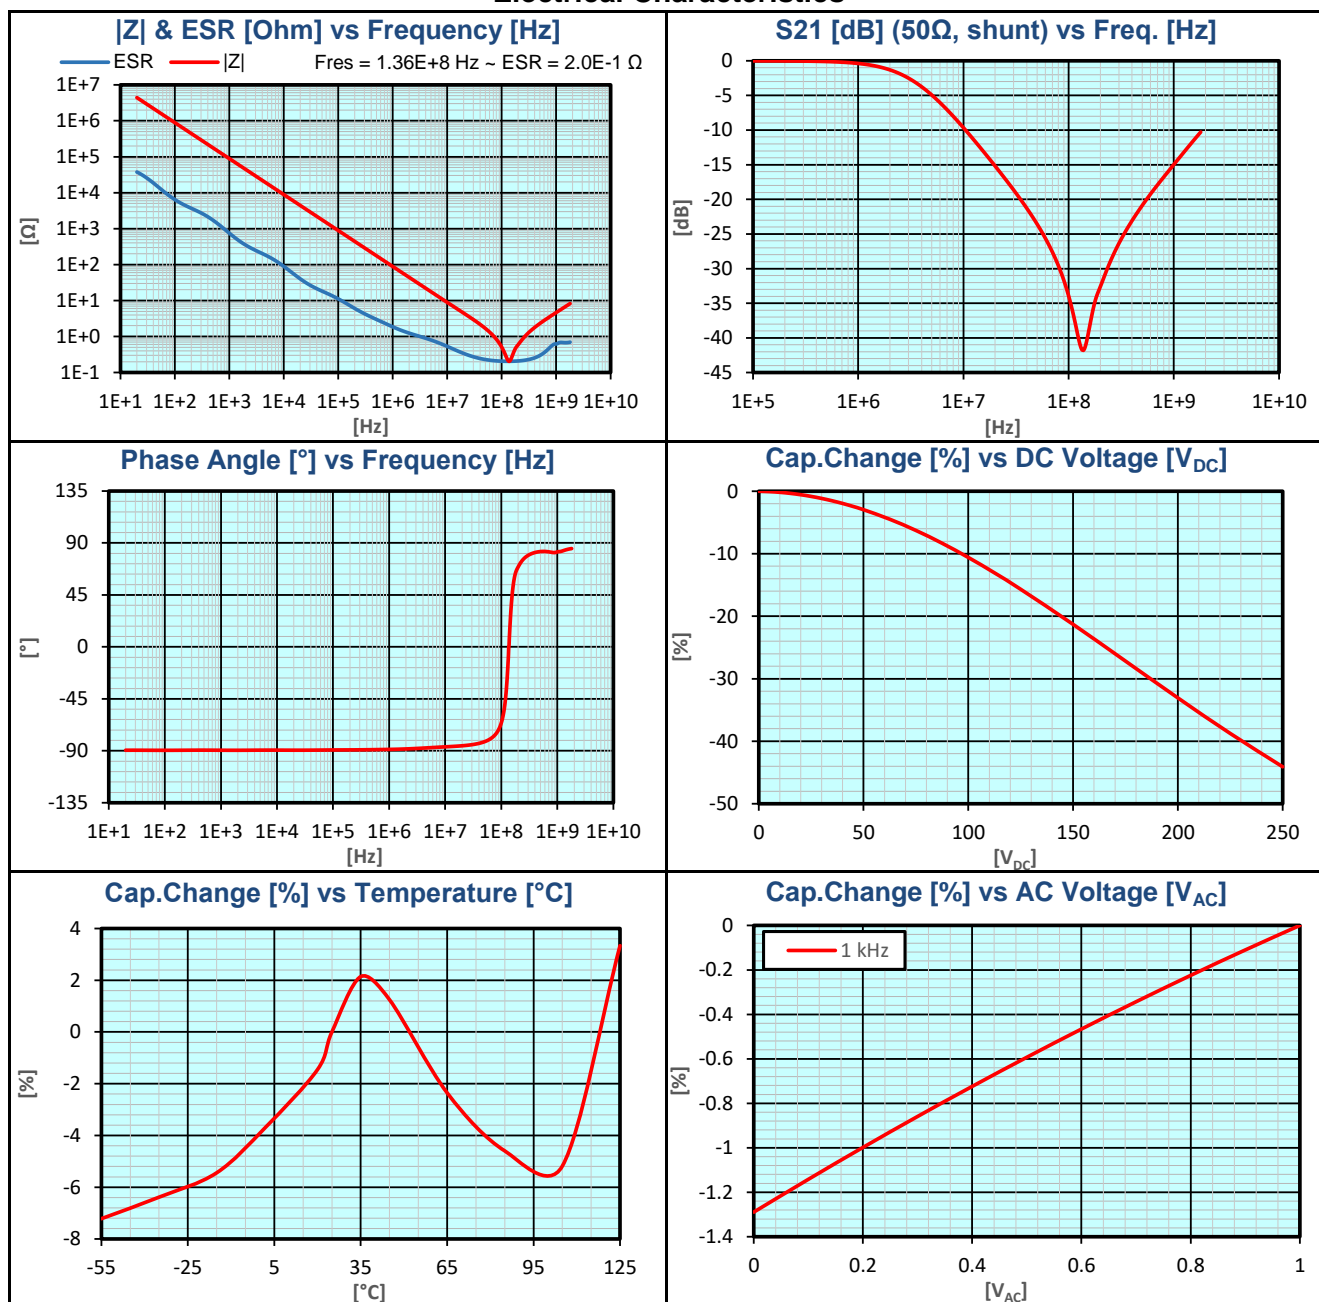 |Z| & ESR [Ohm] vs Frequency [Hz]
ESR |Z| Fres = 1.36E+8 Hz ~ ESR = 2.0E-1 Ω
1E+7
1E+6
1E+5
1E+4
1E+3
1E+2
1E+1
1E+0
1E-1
[Ω]
1E+1 1E+2 1E+3 1E+4 1E+5 1E+6 1E+7 1E+8 1E+9 1E+10
[Hz]
S21 [dB] (50Ω, shunt) vs Freq. [Hz]
0
-5
-10
-15
-20
-25
-30
-35
-40
-45
[dB]
1E+5 1E+6 1E+7 1E+8 1E+9 1E+10
[Hz]
Phase Angle [°] vs Frequency [Hz]
135
90
45
0
-45
-90
-135
[°]
1E+1 1E+2 1E+3 1E+4 1E+5 1E+6 1E+7 1E+8 1E+9 1E+10
[Hz]
Cap.Change [%] vs DC Voltage [VDC]
0
-10
-20
-30
-40
-50
[%]
0 50 100 150 200 250
[VDC]
Cap.Change [%] vs Temperature [°C]
4
2
0
-2
-4
-6
-8
[%]
-55 -25 5 35 65 95 125
[°C]
Cap.Change [%] vs AC Voltage [VAC]
1 kHz
0
-0.2
-0.4
-0.6
-0.8
-1
-1.2
-1.4
[%]
0 0.2 0.4 0.6 0.8 1
[VAC]